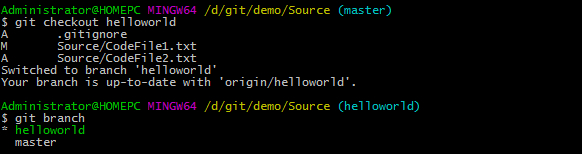 Administrator@HOMEPC MINGW64 /d/git/demo/Source (master)
$ git checkout helloworld
A       .gitignore
M       Source/CodeFile1.txt
A       Source/CodeFile2.txt
Switched to branch 'helloworld'
Your branch is up-to-date with 'origin/helloworld'.
Administrator@HOMEPC MINGW64 /d/git/demo/Source (helloworld)
$ git branch
* helloworld
  master